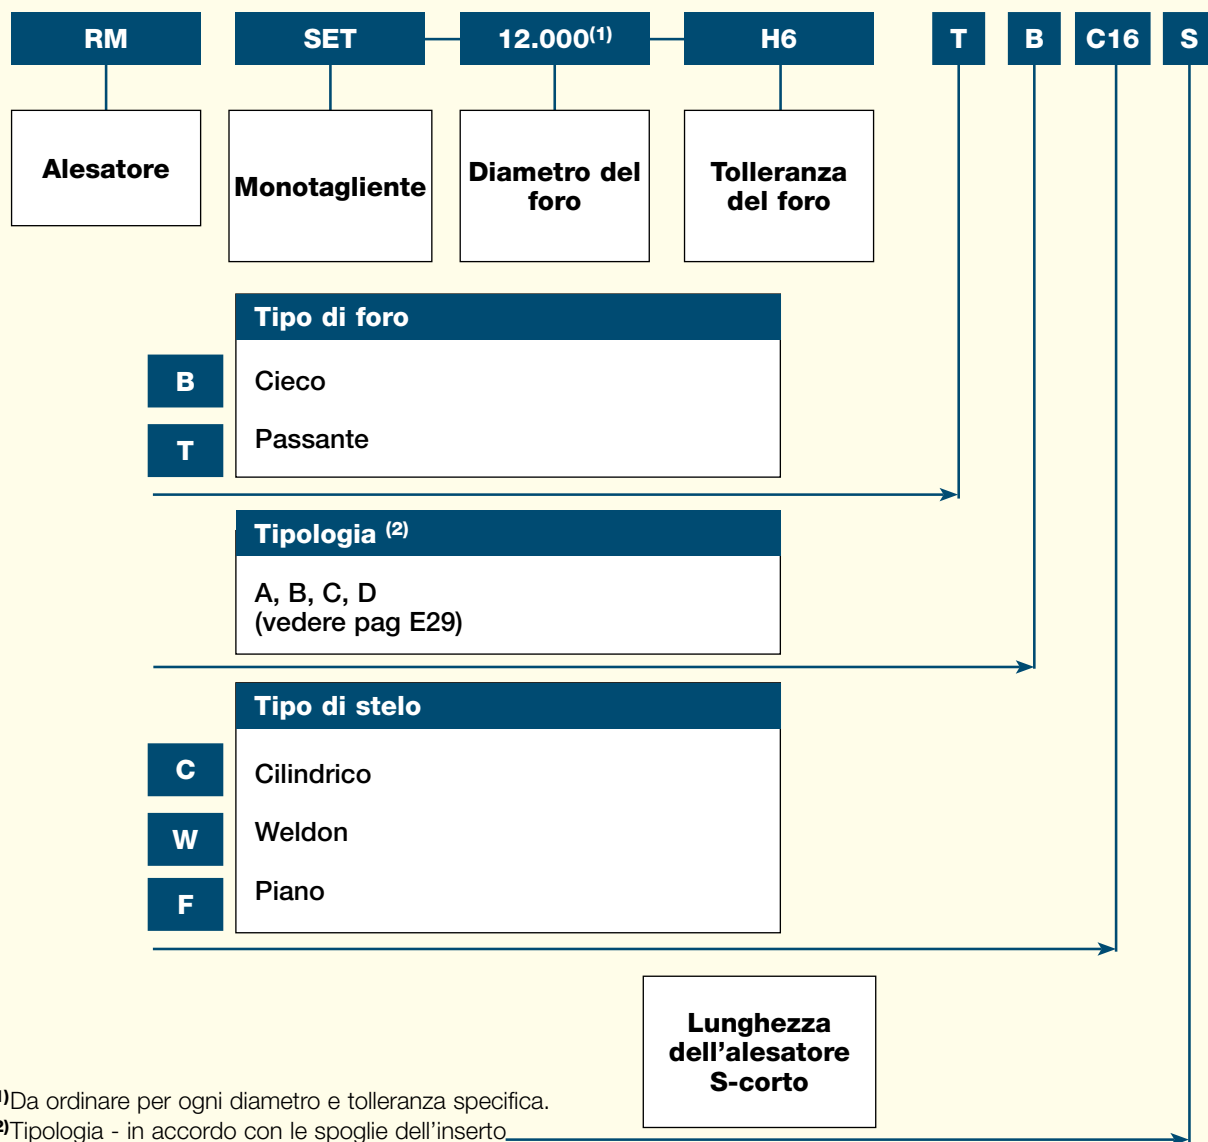 RM SET 12.000(1) H6 T B C16 S
Alesatore
Monotagliente
Diametro del
foro
Tolleranza
del foro
Tipo di foro
B Cieco
T Passante
Tipologia (2)
A, B, C, D
(vedere pag E29)
Tipo di stelo
C Cilindrico
W Weldon
F Piano
Lunghezza
dell'alesatore
S-corto
1)Da ordinare per ogni diametro e tolleranza specifica.
2)Tipologia - in accordo con le spoglie dell'inserto